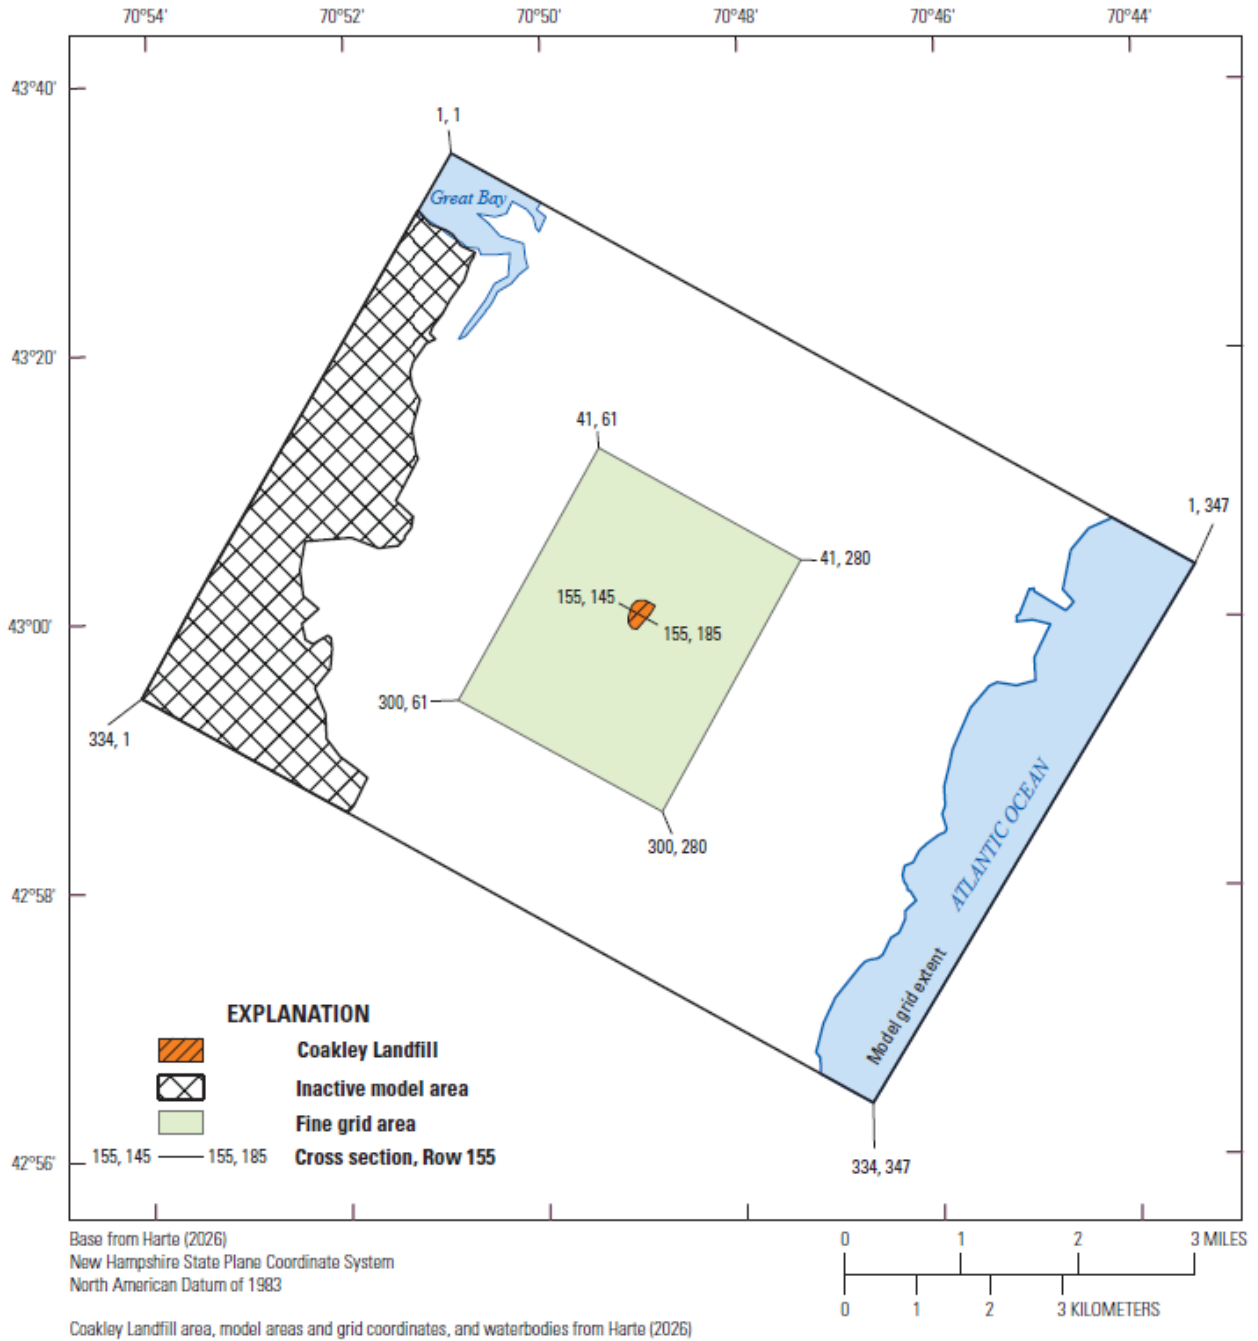 70°54' 70°52' 70°50' 70°48' 70°46' 70°44'
43°40'
1, 1
Great Bay
43°20'
41, 61
1, 347
41, 280
155, 145
43°00'
155, 185
300, 61
334, 1
ATLANTIC OCEAN
300, 280
42°58'
Model grid extent
EXPLANATION
Coakley Landfill
Inactive model area
Fine grid area
155, 145 155, 185 Cross section, Row 155
42°56'
334, 347
Base from Harte (2026)
New Hampshire State Plane Coordinate System
North American Datum of 1983
0 1 2 3 MILES
0 1 2 3 KILOMETERS
Coakley Landfill area, model areas and grid coordinates, and waterbodies from Harte (2026)